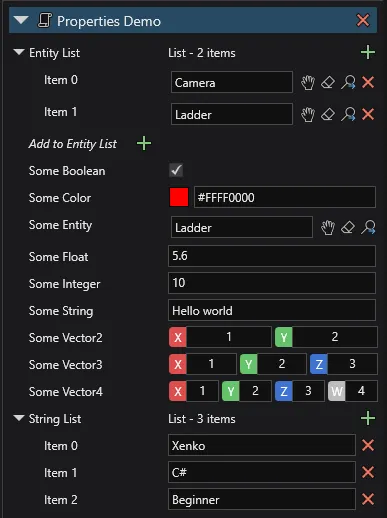 Properties Demo
Entity List List - 2 items
Item 0 Camera
Item 1 Ladder
Add to Entity List
Some Boolean
Some Color #FFFF0000
Some Entity Ladder
Some Float 5.6
Some Integer 10
Some String Hello world
Some Vector2 X 1 Y 2
Some Vector3 X 1 Y 2 Z 3
Some Vector4 X 1 Y 2 Z 3 W 4
String List List - 3 items
Item 0 Xenko
Item 1 C#
Item 2 Beginner